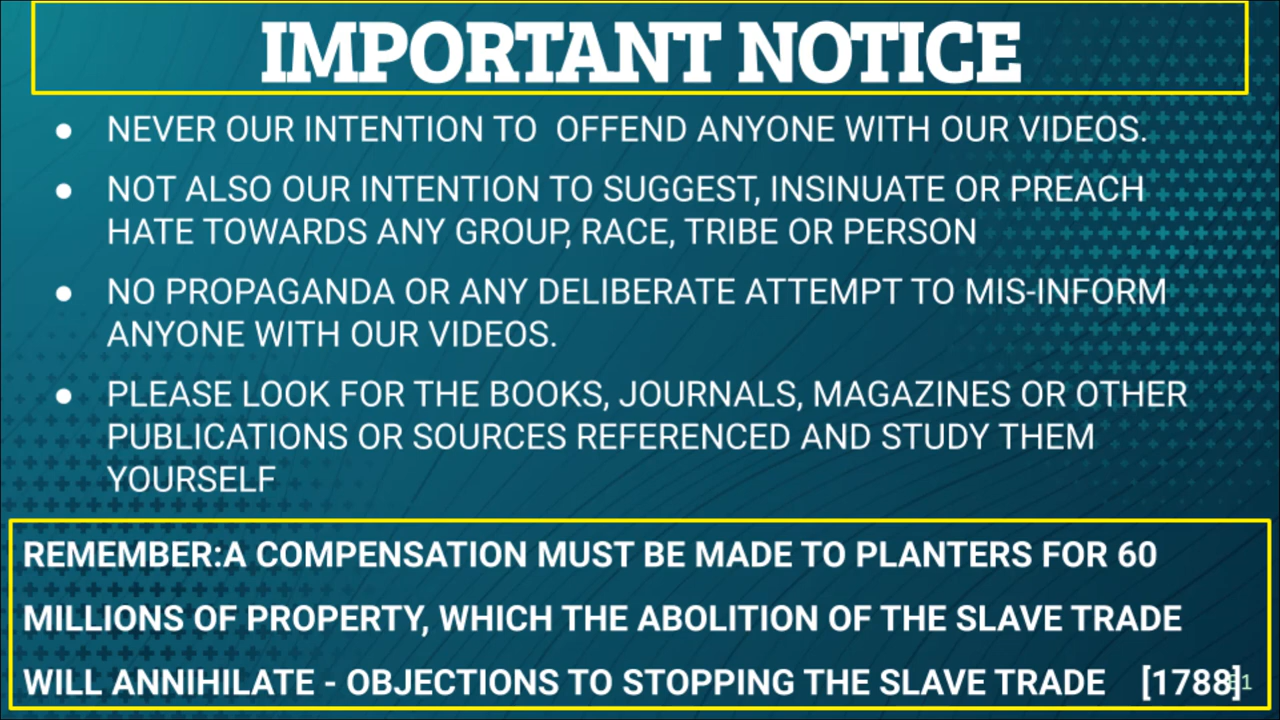 IMPORTANT NOTICE
● NEVER OUR INTENTION TO OFFEND ANYONE WITH OUR VIDEOS.
● NOT ALSO OUR INTENTION TO SUGGEST, INSINUATE OR PREACH
HATE TOWARDS ANY GROUP, RACE, TRIBE OR PERSON
● NO PROPAGANDA OR ANY DELIBERATE ATTEMPT TO MIS-INFORM
ANYONE WITH OUR VIDEOS.
● PLEASE LOOK FOR THE BOOKS, JOURNALS, MAGAZINES OR OTHER
PUBLICATIONS OR SOURCES REFERENCED AND STUDY THEM
YOURSELF
REMEMBER:A COMPENSATION MUST BE MADE TO PLANTERS FOR 60
MILLIONS OF PROPERTY, WHICH THE ABOLITION OF THE SLAVE TRADE
WILL ANNIHILATE - OBJECTIONS TO STOPPING THE SLAVE TRADE [1788]